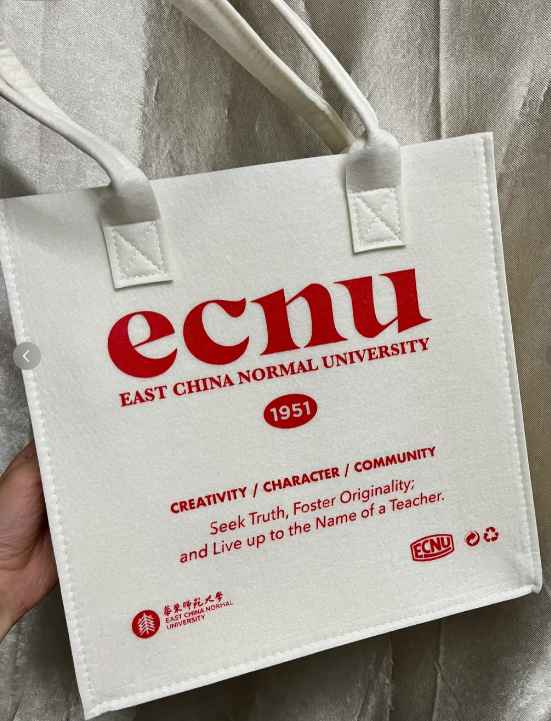 ecnu
EAST CHINA NORMAL UNIVERSITY
1951
CREATIVITY / CHARACTER / COMMUNITY
Seek Truth, Foster Originality;
and Live up to the Name of a Teacher.
ECNU
華東師範大學
EAST CHINA NORMAL
UNIVERSITY